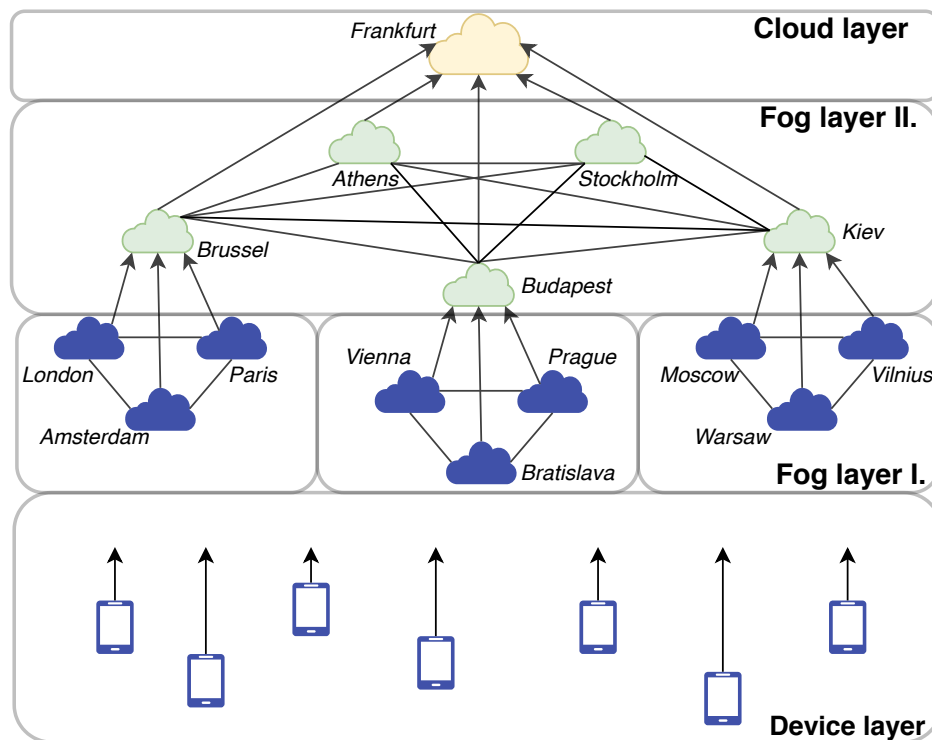 Frankfurt
Cloud layer
Fog layer II.
Athens
Stockholm
Brussel
Kiev
Budapest
London
Paris
Vienna
Prague
Moscow
Vilnius
Amsterdam
Warsaw
Bratislava
Fog layer I.
Device layer